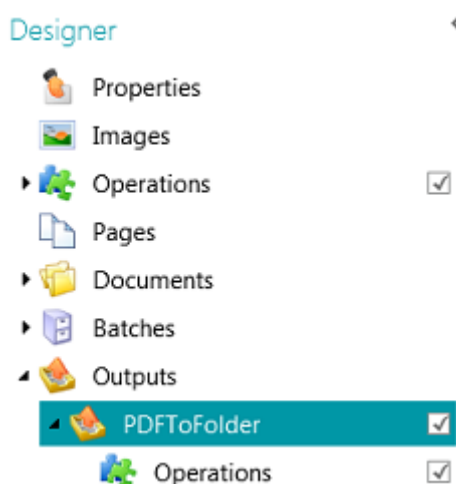 Designer
Properties
Images
Operations
Pages
Documents
Batches
Outputs
PDFToFolder
Operations